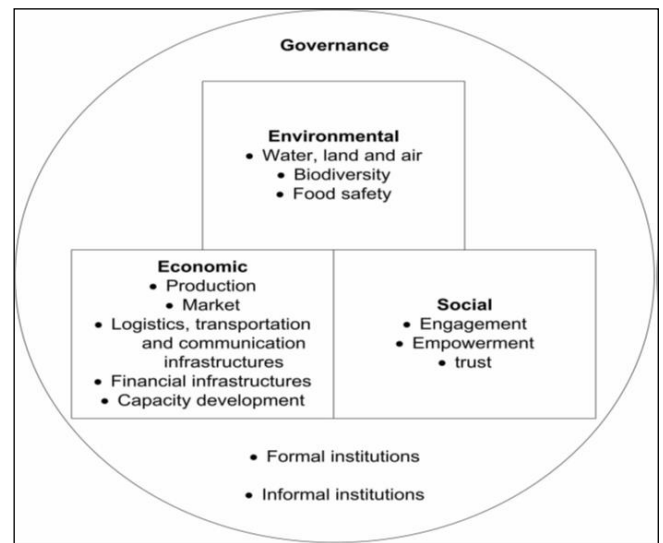 Governance
Environmental
• Water, land and air
• Biodiversity
• Food safety
Economic
• Production
• Market
• Logistics, transportation
and communication
infrastructures
• Financial infrastructures
• Capacity development
Social
• Engagement
• Empowerment
• trust
• Formal institutions
• Informal institutions